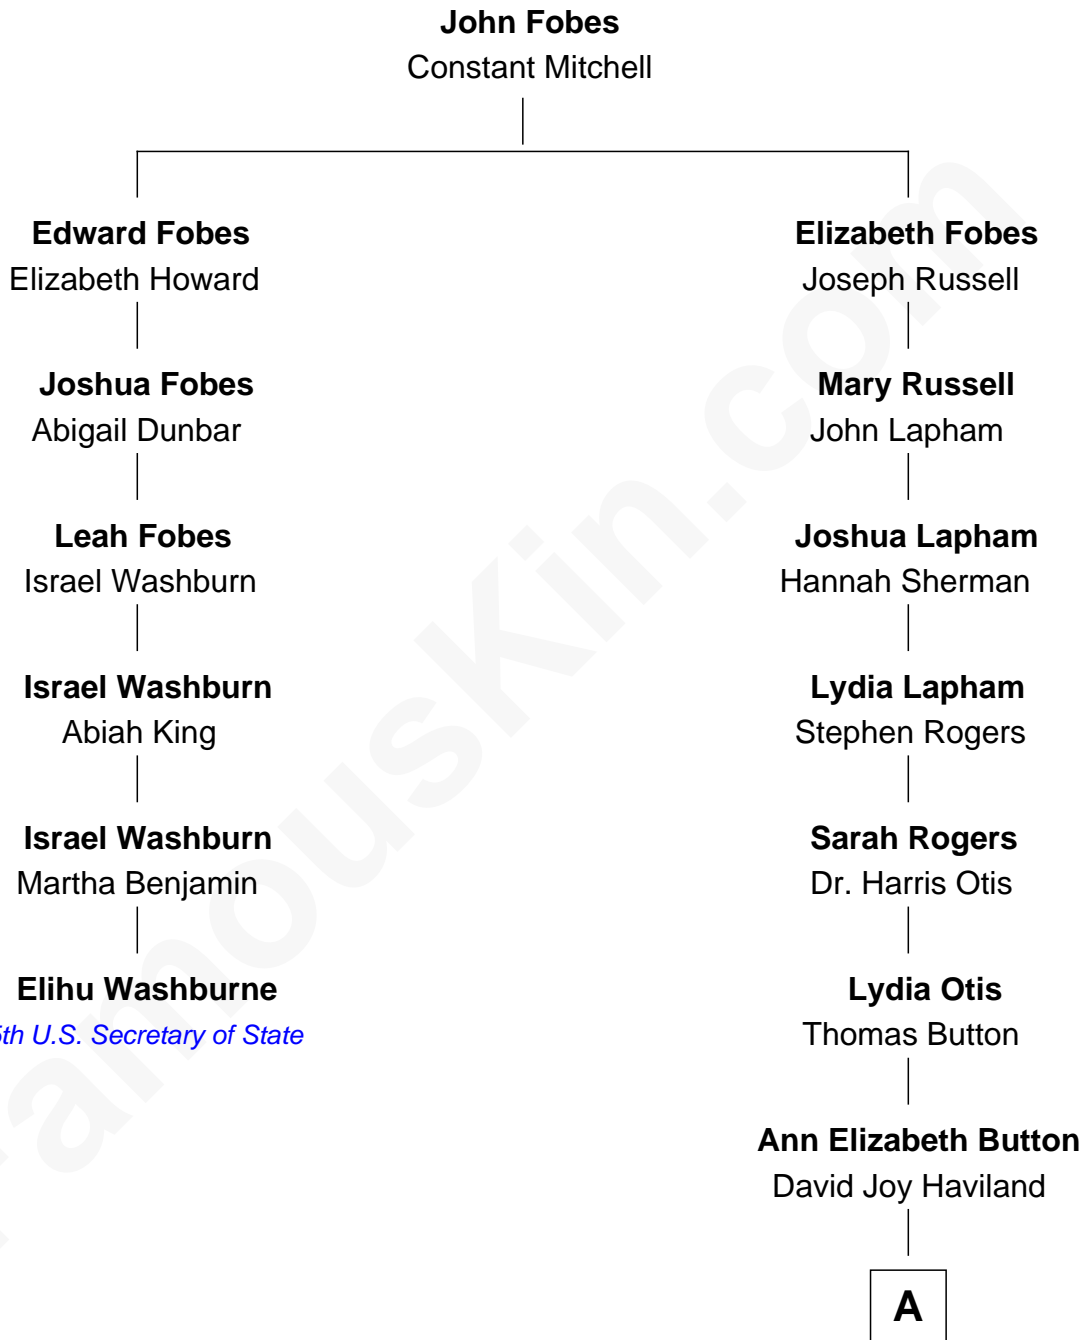 John Fobes
Constant Mitchell
Edward Fobes
Elizabeth Howard
Elizabeth Fobes
Joseph Russell
Joshua Fobes
Abigail Dunbar
Mary Russell
John Lapham
Leah Fobes
Israel Washburn
Joshua Lapham
Hannah Sherman
Israel Washburn
Abiah King
Lydia Lapham
Stephen Rogers
Israel Washburn
Martha Benjamin
Sarah Rogers
Dr. Harris Otis
Elihu Washburne
5th U.S. Secretary of State
Lydia Otis
Thomas Button
Ann Elizabeth Button
David Joy Haviland
A
FamousKin.com